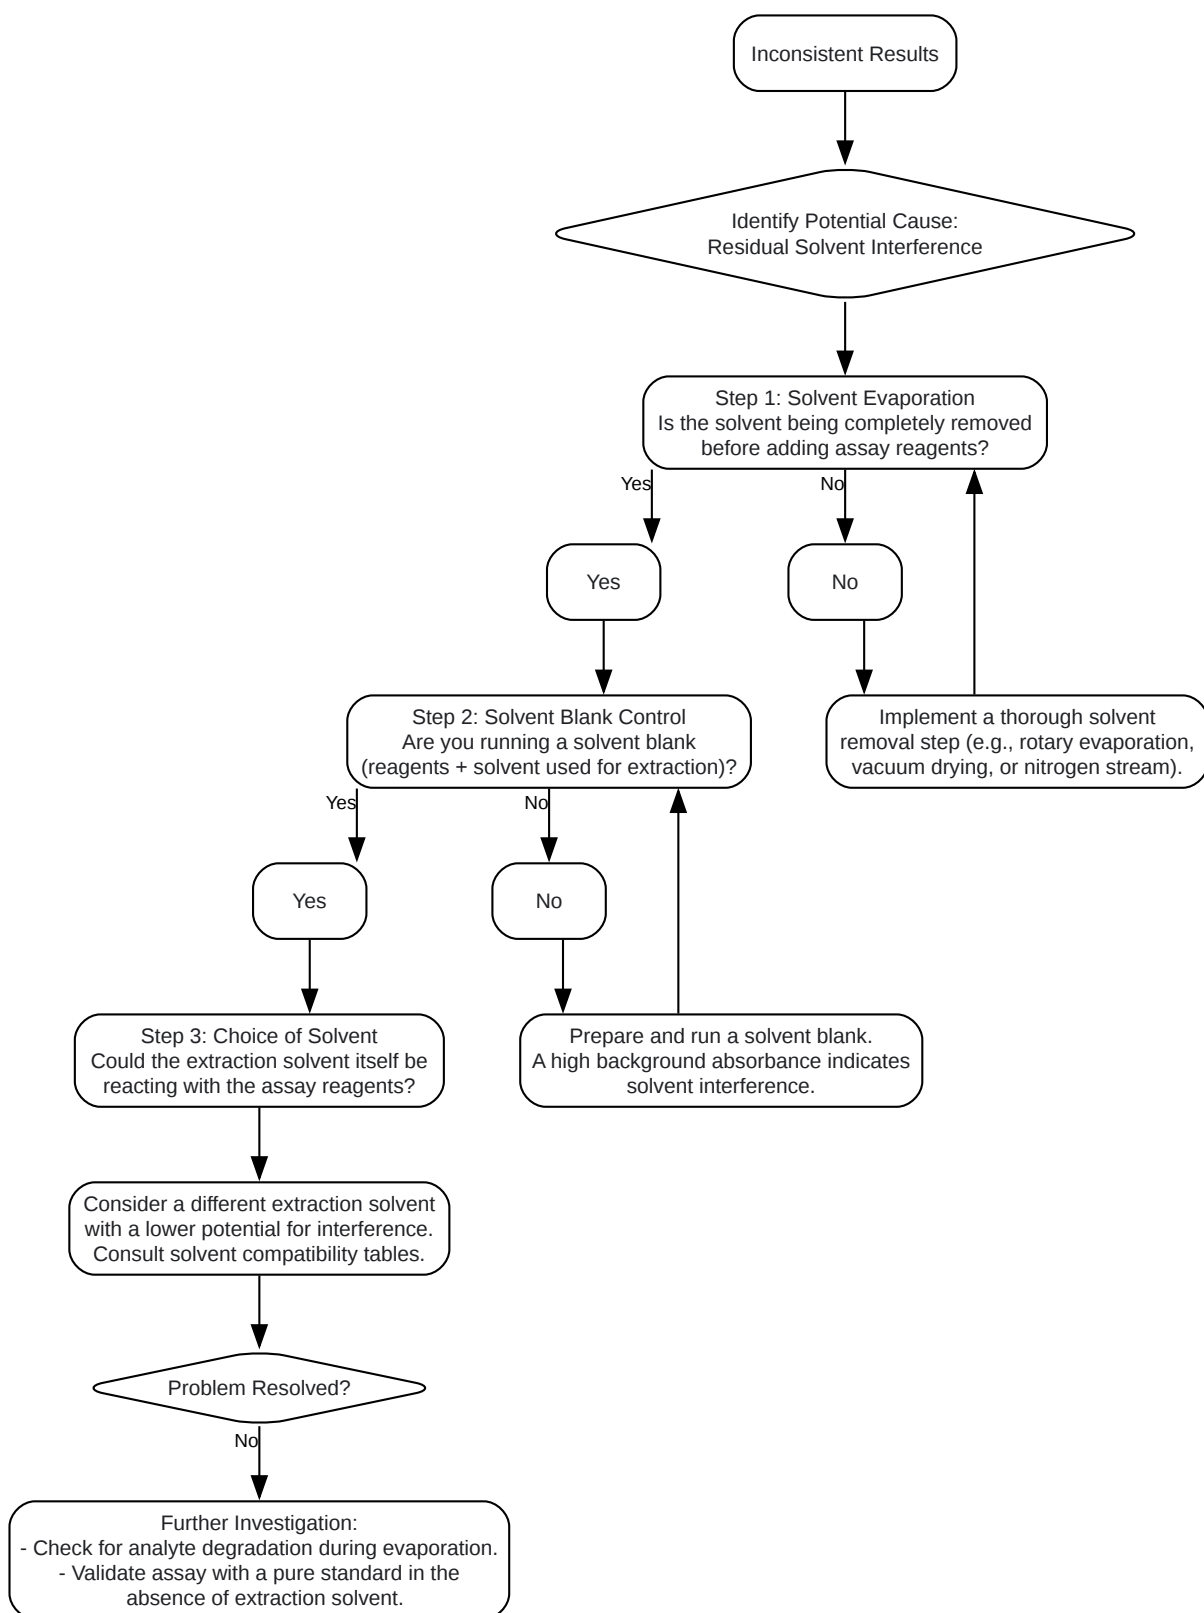 Inconsistent Results
Identify Potential Cause:
Residual Solvent Interference
Step 1: Solvent Evaporation
Is the solvent being completely removed
before adding assay reagents?
Yes
No
Yes
No
Step 2: Solvent Blank Control
Are you running a solvent blank
(reagents + solvent used for extraction)?
Implement a thorough solvent
removal step (e.g., rotary evaporation,
vacuum drying, or nitrogen stream).
Yes
No
Yes
No
Step 3: Choice of Solvent
Could the extraction solvent itself be
reacting with the assay reagents?
Prepare and run a solvent blank.
A high background absorbance indicates
solvent interference.
Consider a different extraction solvent
with a lower potential for interference.
Consult solvent compatibility tables.
Problem Resolved?
No
Further Investigation:
- Check for analyte degradation during evaporation.
- Validate assay with a pure standard in the
absence of extraction solvent.